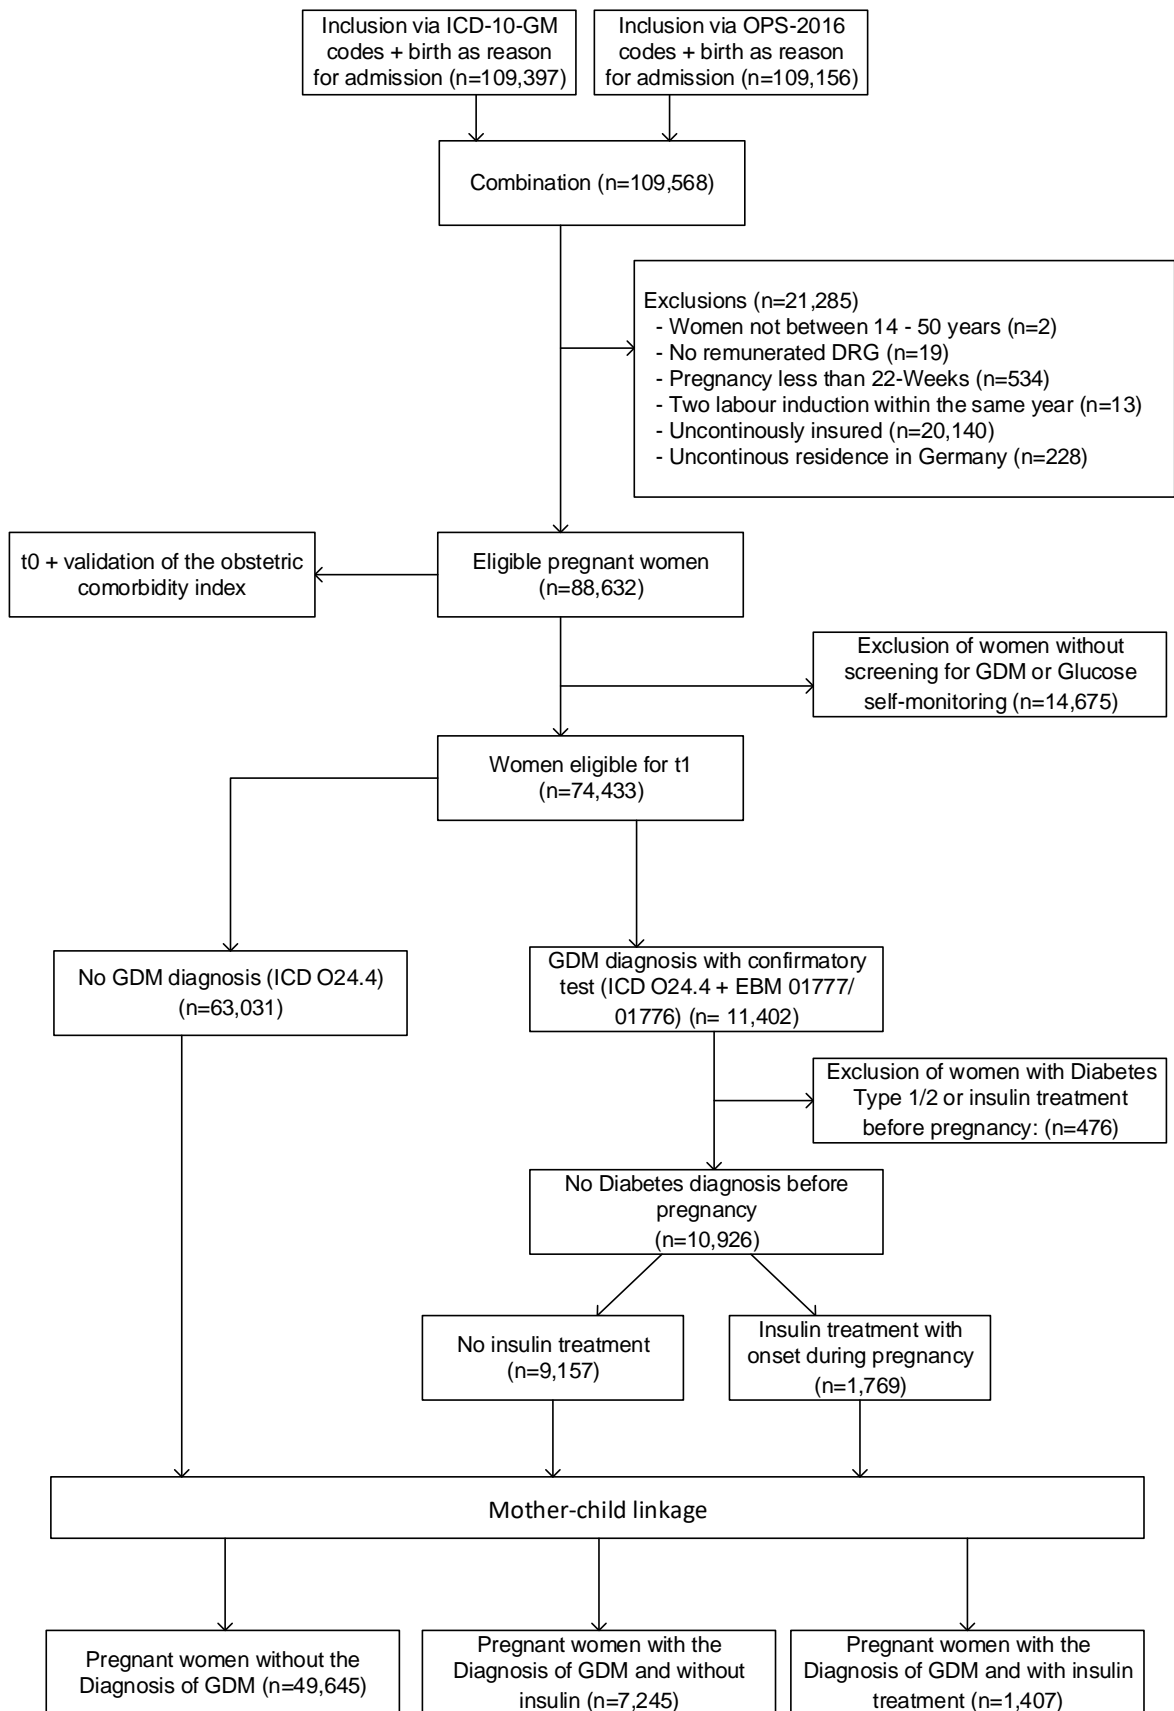 Inclusion via ICD-10-GM
codes + birth as reason
for admission (n=109,397)
Inclusion via OPS-2016
codes + birth as reason
for admission (n=109,156)
Combination (n=109,568)
Exclusions (n=21,285)
- Women not between 14 - 50 years (n=2)
- No remunerated DRG (n=19)
- Pregnancy less than 22-Weeks (n=534)
- Two labour induction within the same year (n=13)
- Uncontinously insured (n=20,140)
- Uncontinous residence in Germany (n=228)
t0 + validation of the obstetric
comorbidity index
Eligible pregnant women
(n=88,632)
Exclusion of women without
screening for GDM or Glucose
self-monitoring (n=14,675)
Women eligible for t1
(n=74,433)
No GDM diagnosis (ICD O24.4)
(n=63,031)
GDM diagnosis with confirmatory
test (ICD O24.4 + EBM 01777/
01776) (n= 11,402)
Exclusion of women with Diabetes
Type 1/2 or insulin treatment
before pregnancy: (n=476)
No Diabetes diagnosis before
pregnancy
(n=10,926)
No insulin treatment
(n=9,157)
Insulin treatment with
onset during pregnancy
(n=1,769)
Mother-child linkage
Pregnant women without the
Diagnosis of GDM (n=49,645)
Pregnant women with the
Diagnosis of GDM and without
insulin (n=7,245)
Pregnant women with the
Diagnosis of GDM and with insulin
treatment (n=1,407)